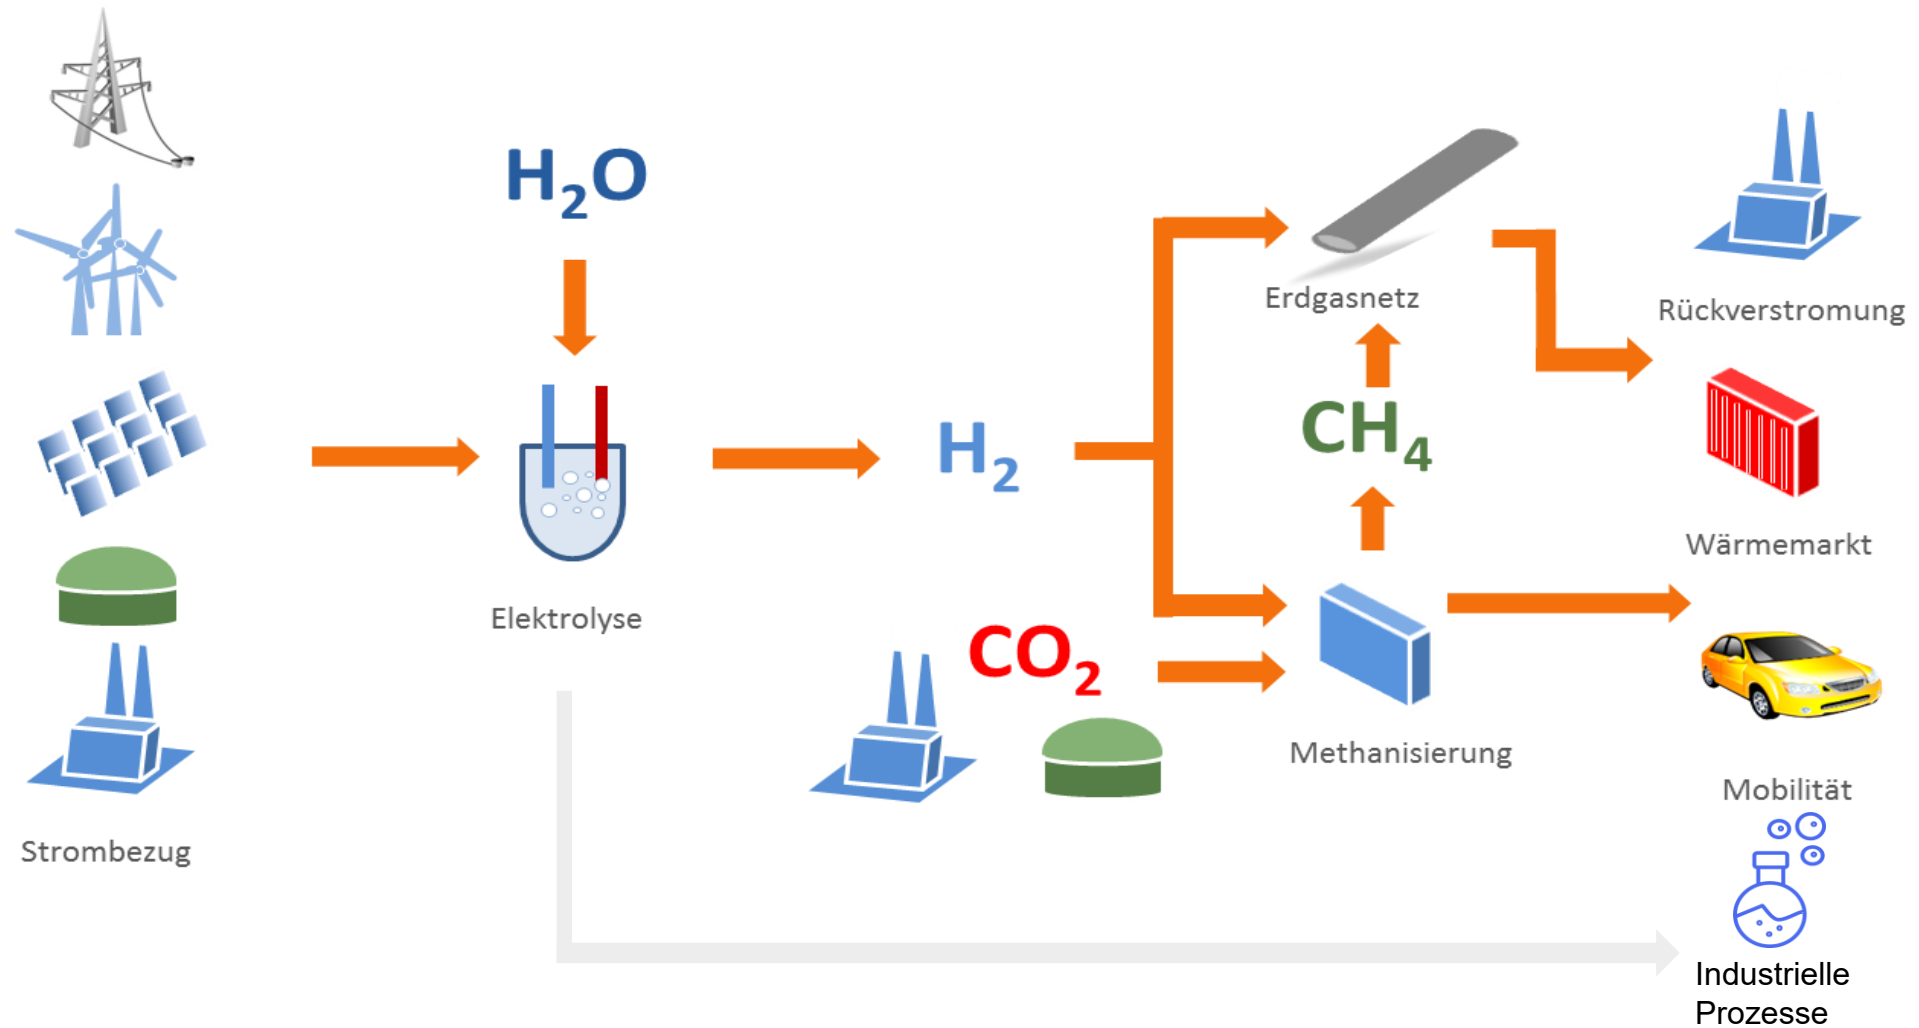 H₂O
Erdgasnetz
Rückverstromung
CH₄
H₂
Wärmemarkt
Elektrolyse
CO₂
Methanisierung
Mobilität
Strombezug
Industrielle
Prozesse